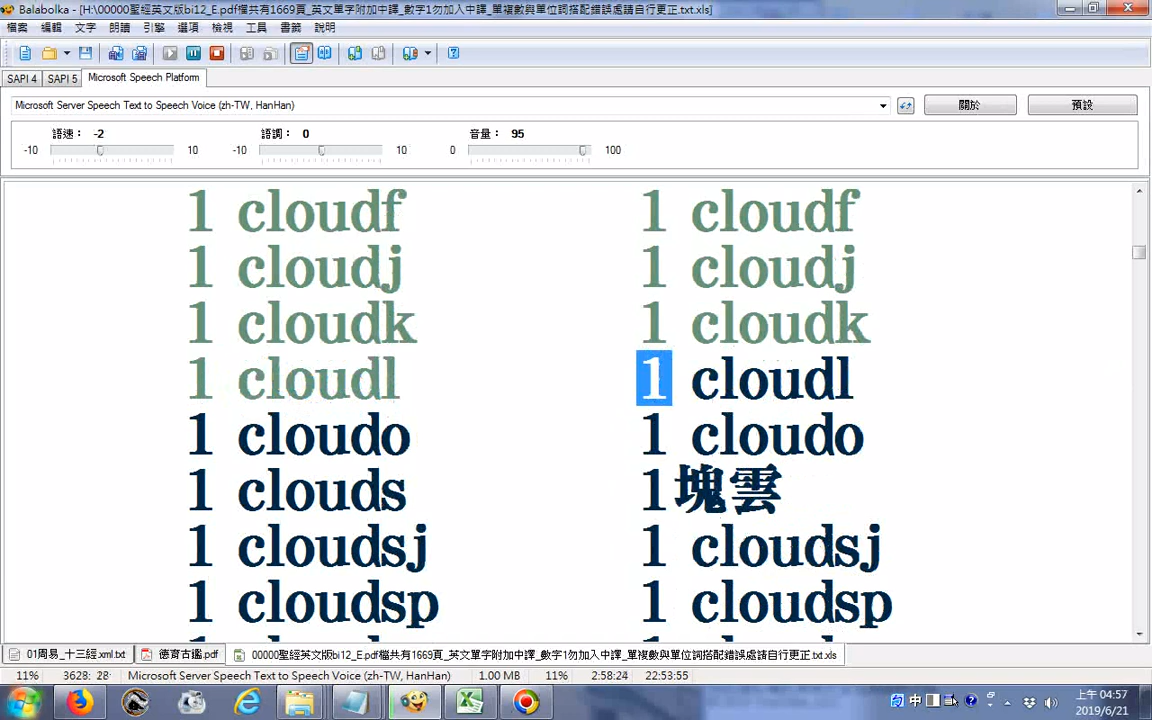 Balabolka - [H:\00000聖經英文版bi12_E.pdf檔共有1669頁_英文單字附加中譯_數字1勿加入中譯_單複數與單位詞搭配錯誤處請自行更正.txt.xls]
檔案 編輯 文字 朗讀 引擎 選項 檢視 工具 書籤 說明
SAPI 4 SAPI 5 Microsoft Speech Platform
Microsoft Server Speech Text to Speech Voice (zh-TW, HanHan) 關於 預設
語速： -2 語調： 0 音量： 95
-10 10 -10 10 0 100
1 cloudf 1 cloudf
1 cloudj 1 cloudj
1 cloudk 1 cloudk
1 cloudl 1 cloudl
1 cloudo 1 cloudo
1 clouds 1塊雲
1 cloudsj 1 cloudsj
1 cloudsp 1 cloudsp
01周易_十三經.xml.txt 德育古鑑.pdf 00000聖經英文版bi12_E.pdf檔共有1669頁_英文單字附加中譯_數字1勿加入中譯_單複數與單位詞搭配錯誤處請自行更正.txt.xls
11% 3628: 28 Microsoft Server Speech Text to Speech Voice (zh-TW, HanHan) 1.00 MB 11% 2:58:24 22:53:55
中 上午 04:57
2019/6/21